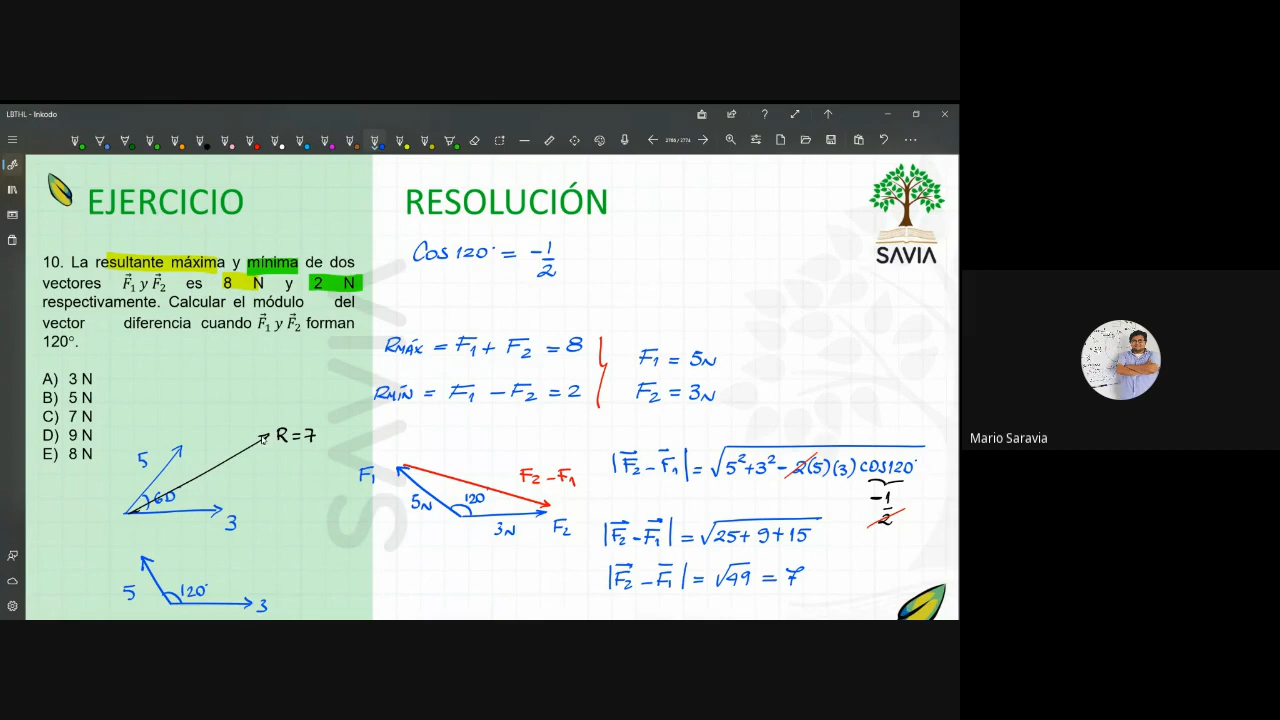 LBTHL - Inkodo
2766 / 2774
EJERCICIO
RESOLUCIÓN
SAVIA
10. La resultante máxima y mínima de dos
vectores F⃗₁ y F⃗₂ es 8 N y 2 N
respectivamente. Calcular el módulo del
vector diferencia cuando F⃗₁ y F⃗₂ forman
120°.
A) 3 N
B) 5 N
C) 7 N
D) 9 N
E) 8 N
5
60
3
R = 7
5
120°
3
Cos 120° = -1/2
RMÁX = F₁ + F₂ = 8
RMÍN = F₁ - F₂ = 2
F₁ = 5N
F₂ = 3N
F₁
5N
120°
3N
F₂
F₂ - F₁
|F⃗₂ - F⃗₁| = √5² + 3² - 2(5)(3) cos120°
-1/2
|F⃗₂ - F⃗₁| = √25 + 9 + 15
|F⃗₂ - F⃗₁| = √49 = 7
SAVIA
Mario Saravia